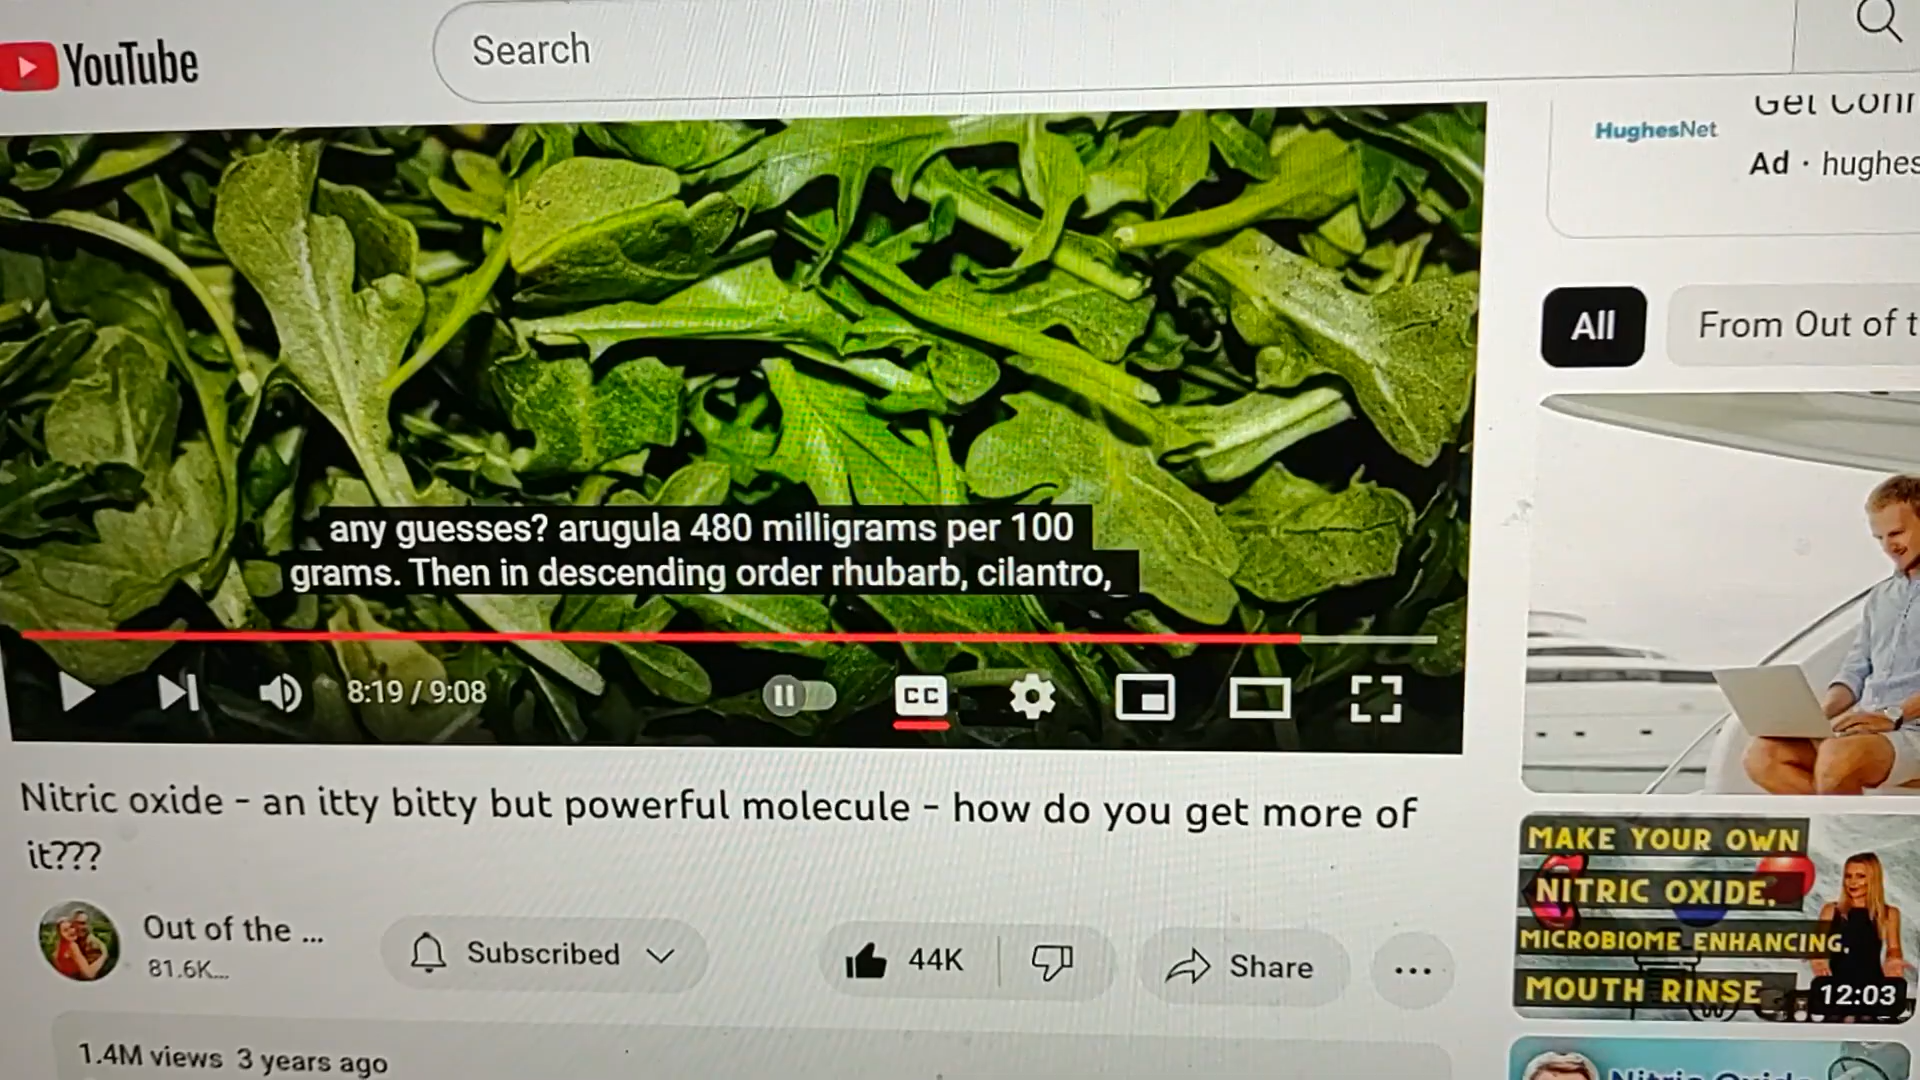 YouTube
Search
HughesNet
Ad · hughes
any guesses? arugula 480 milligrams per 100
grams. Then in descending order rhubarb, cilantro,
8:19 / 9:08
CC
All
From Out of t
Nitric oxide - an itty bitty but powerful molecule - how do you get more of
it???
Out of the ...
81.6K...
Subscribed
44K
Share
1.4M views 3 years ago
MAKE YOUR OWN
NITRIC OXIDE,
MICROBIOME ENHANCING,
MOUTH RINSE
12:03